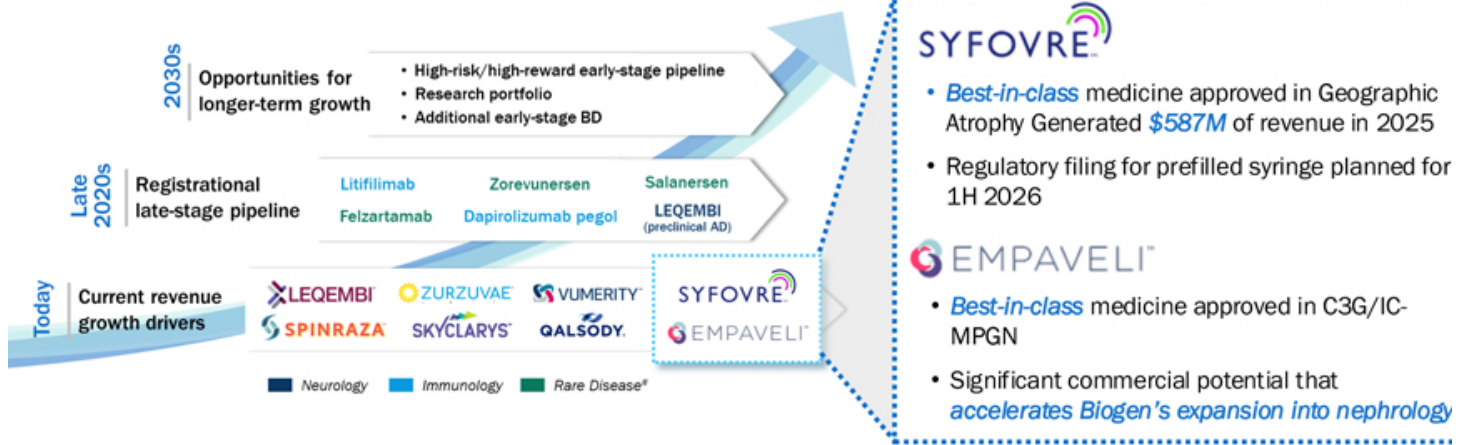 2030s
Opportunities for
longer-term growth
• High-risk/high-reward early-stage pipeline
• Research portfolio
• Additional early-stage BD
Late
2020s
Registrational
late-stage pipeline
Litifilimab Zorevunersen Salanersen
Felzartamab Dapirolizumab pegol LEQEMBI
(preclinical AD)
Today
Current revenue
growth drivers
LEQEMBI ZURZUVAE VUMERITY SYFOVRE
SPINRAZA SKYCLARYS QALSODY. EMPAVELI
Neurology Immunology Rare Disease#
SYFOVRE
• Best-in-class medicine approved in Geographic
Atrophy Generated $587M of revenue in 2025
• Regulatory filing for prefilled syringe planned for
1H 2026
EMPAVELI
• Best-in-class medicine approved in C3G/IC-
MPGN
• Significant commercial potential that
accelerates Biogen's expansion into nephrology